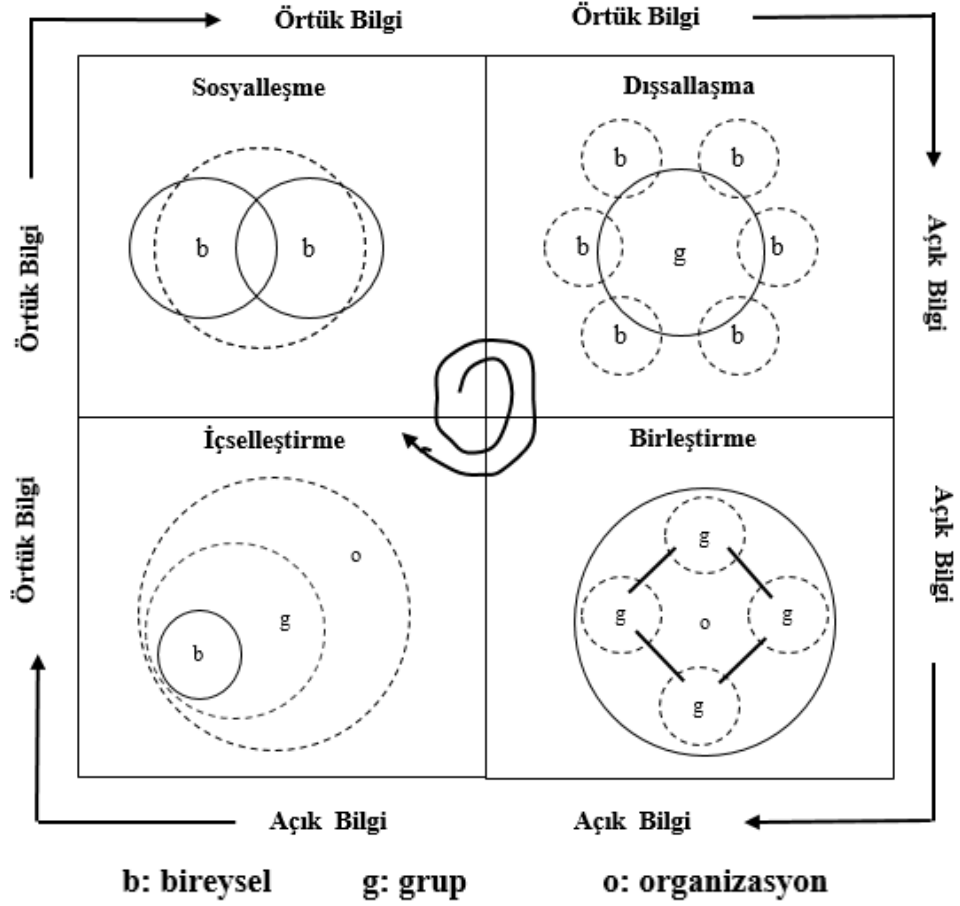 Örtük Bilgi
Örtük Bilgi
Sosyalleşme
Dışsallaşma
b
b
b
b
b
b
g
b
b
Örtük Bilgi
Açık Bilgi
İçselleştirme
Birleştirme
Örtük Bilgi
Açık Bilgi
o
g
b
g
g
g
o
g
Açık Bilgi
Açık Bilgi
b: bireysel g: grup o: organizasyon